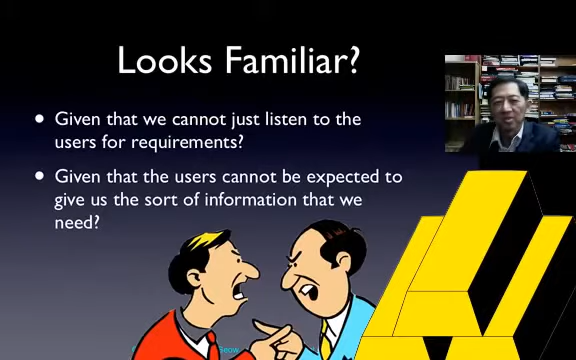 Looks Familiar?
• Given that we cannot just listen to the
users for requirements?
• Given that the users cannot be expected to
give us the sort of information that we
need?